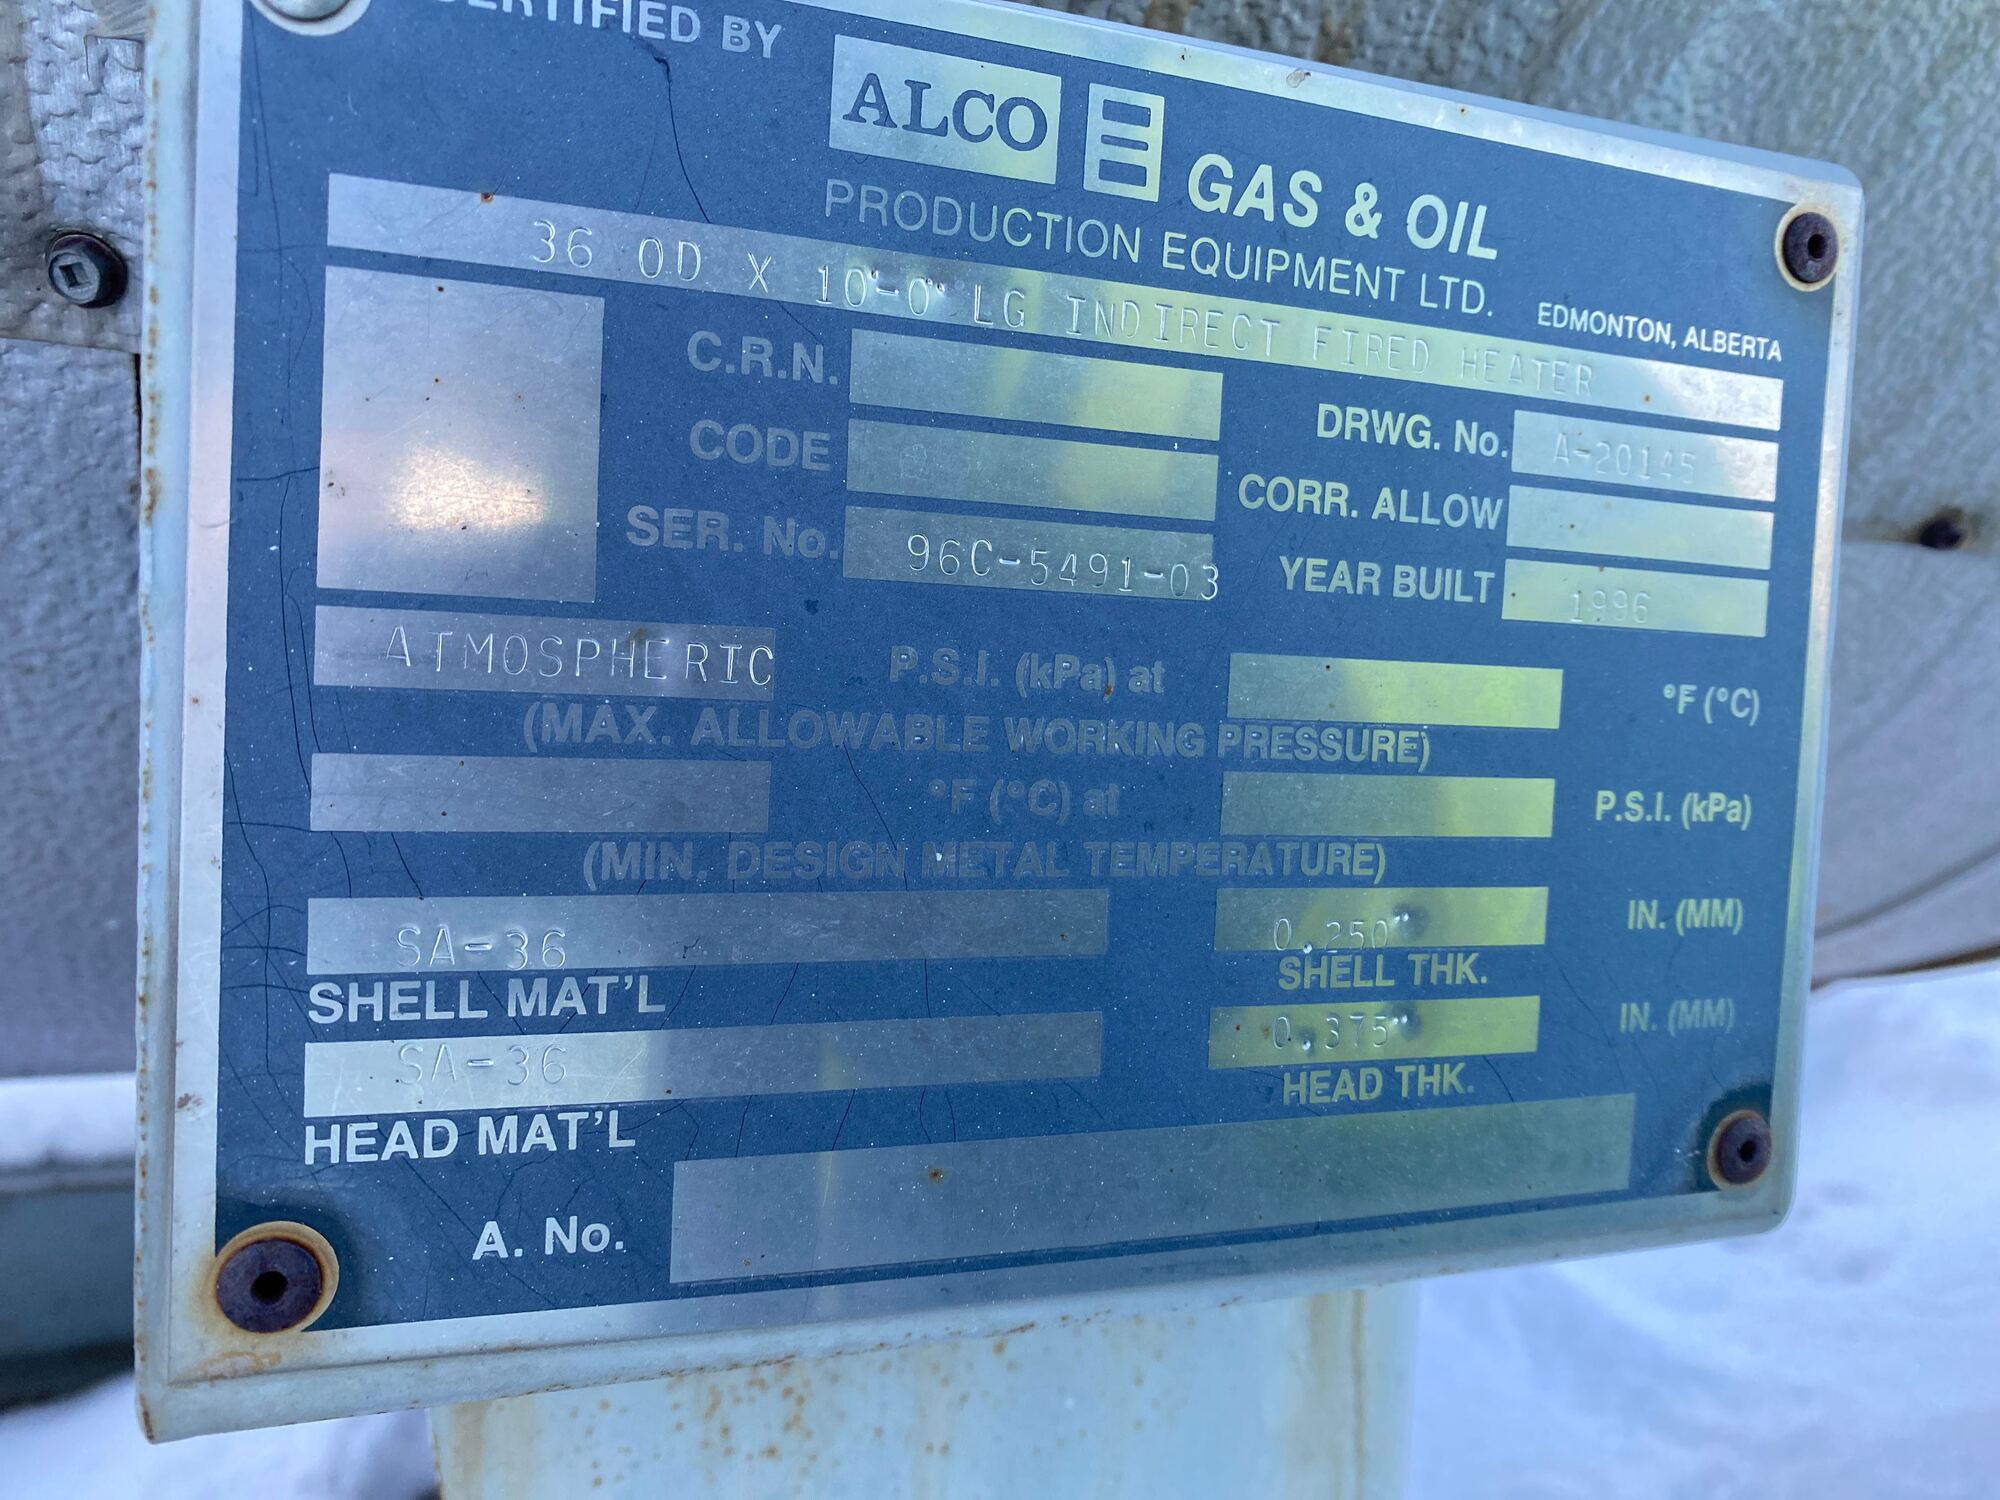 CERTIFIED BY
ALCO
GAS & OIL
PRODUCTION EQUIPMENT LTD.
EDMONTON, ALBERTA
36 OD X 10'-0" LG INDIRECT FIRED HEATER
C.R.N.
DRWG. No. A-20145
CODE
CORR. ALLOW
SER. No. 96C-5491-03
YEAR BUILT 1996
ATMOSPHERIC P.S.I. (kPa) at °F (°C)
(MAX. ALLOWABLE WORKING PRESSURE)
°F (°C) at P.S.I. (kPa)
(MIN. DESIGN METAL TEMPERATURE)
SA-36 0.250" IN. (MM)
SHELL MAT'L SHELL THK.
SA-36 0.375" IN. (MM)
HEAD MAT'L HEAD THK.
A. No.